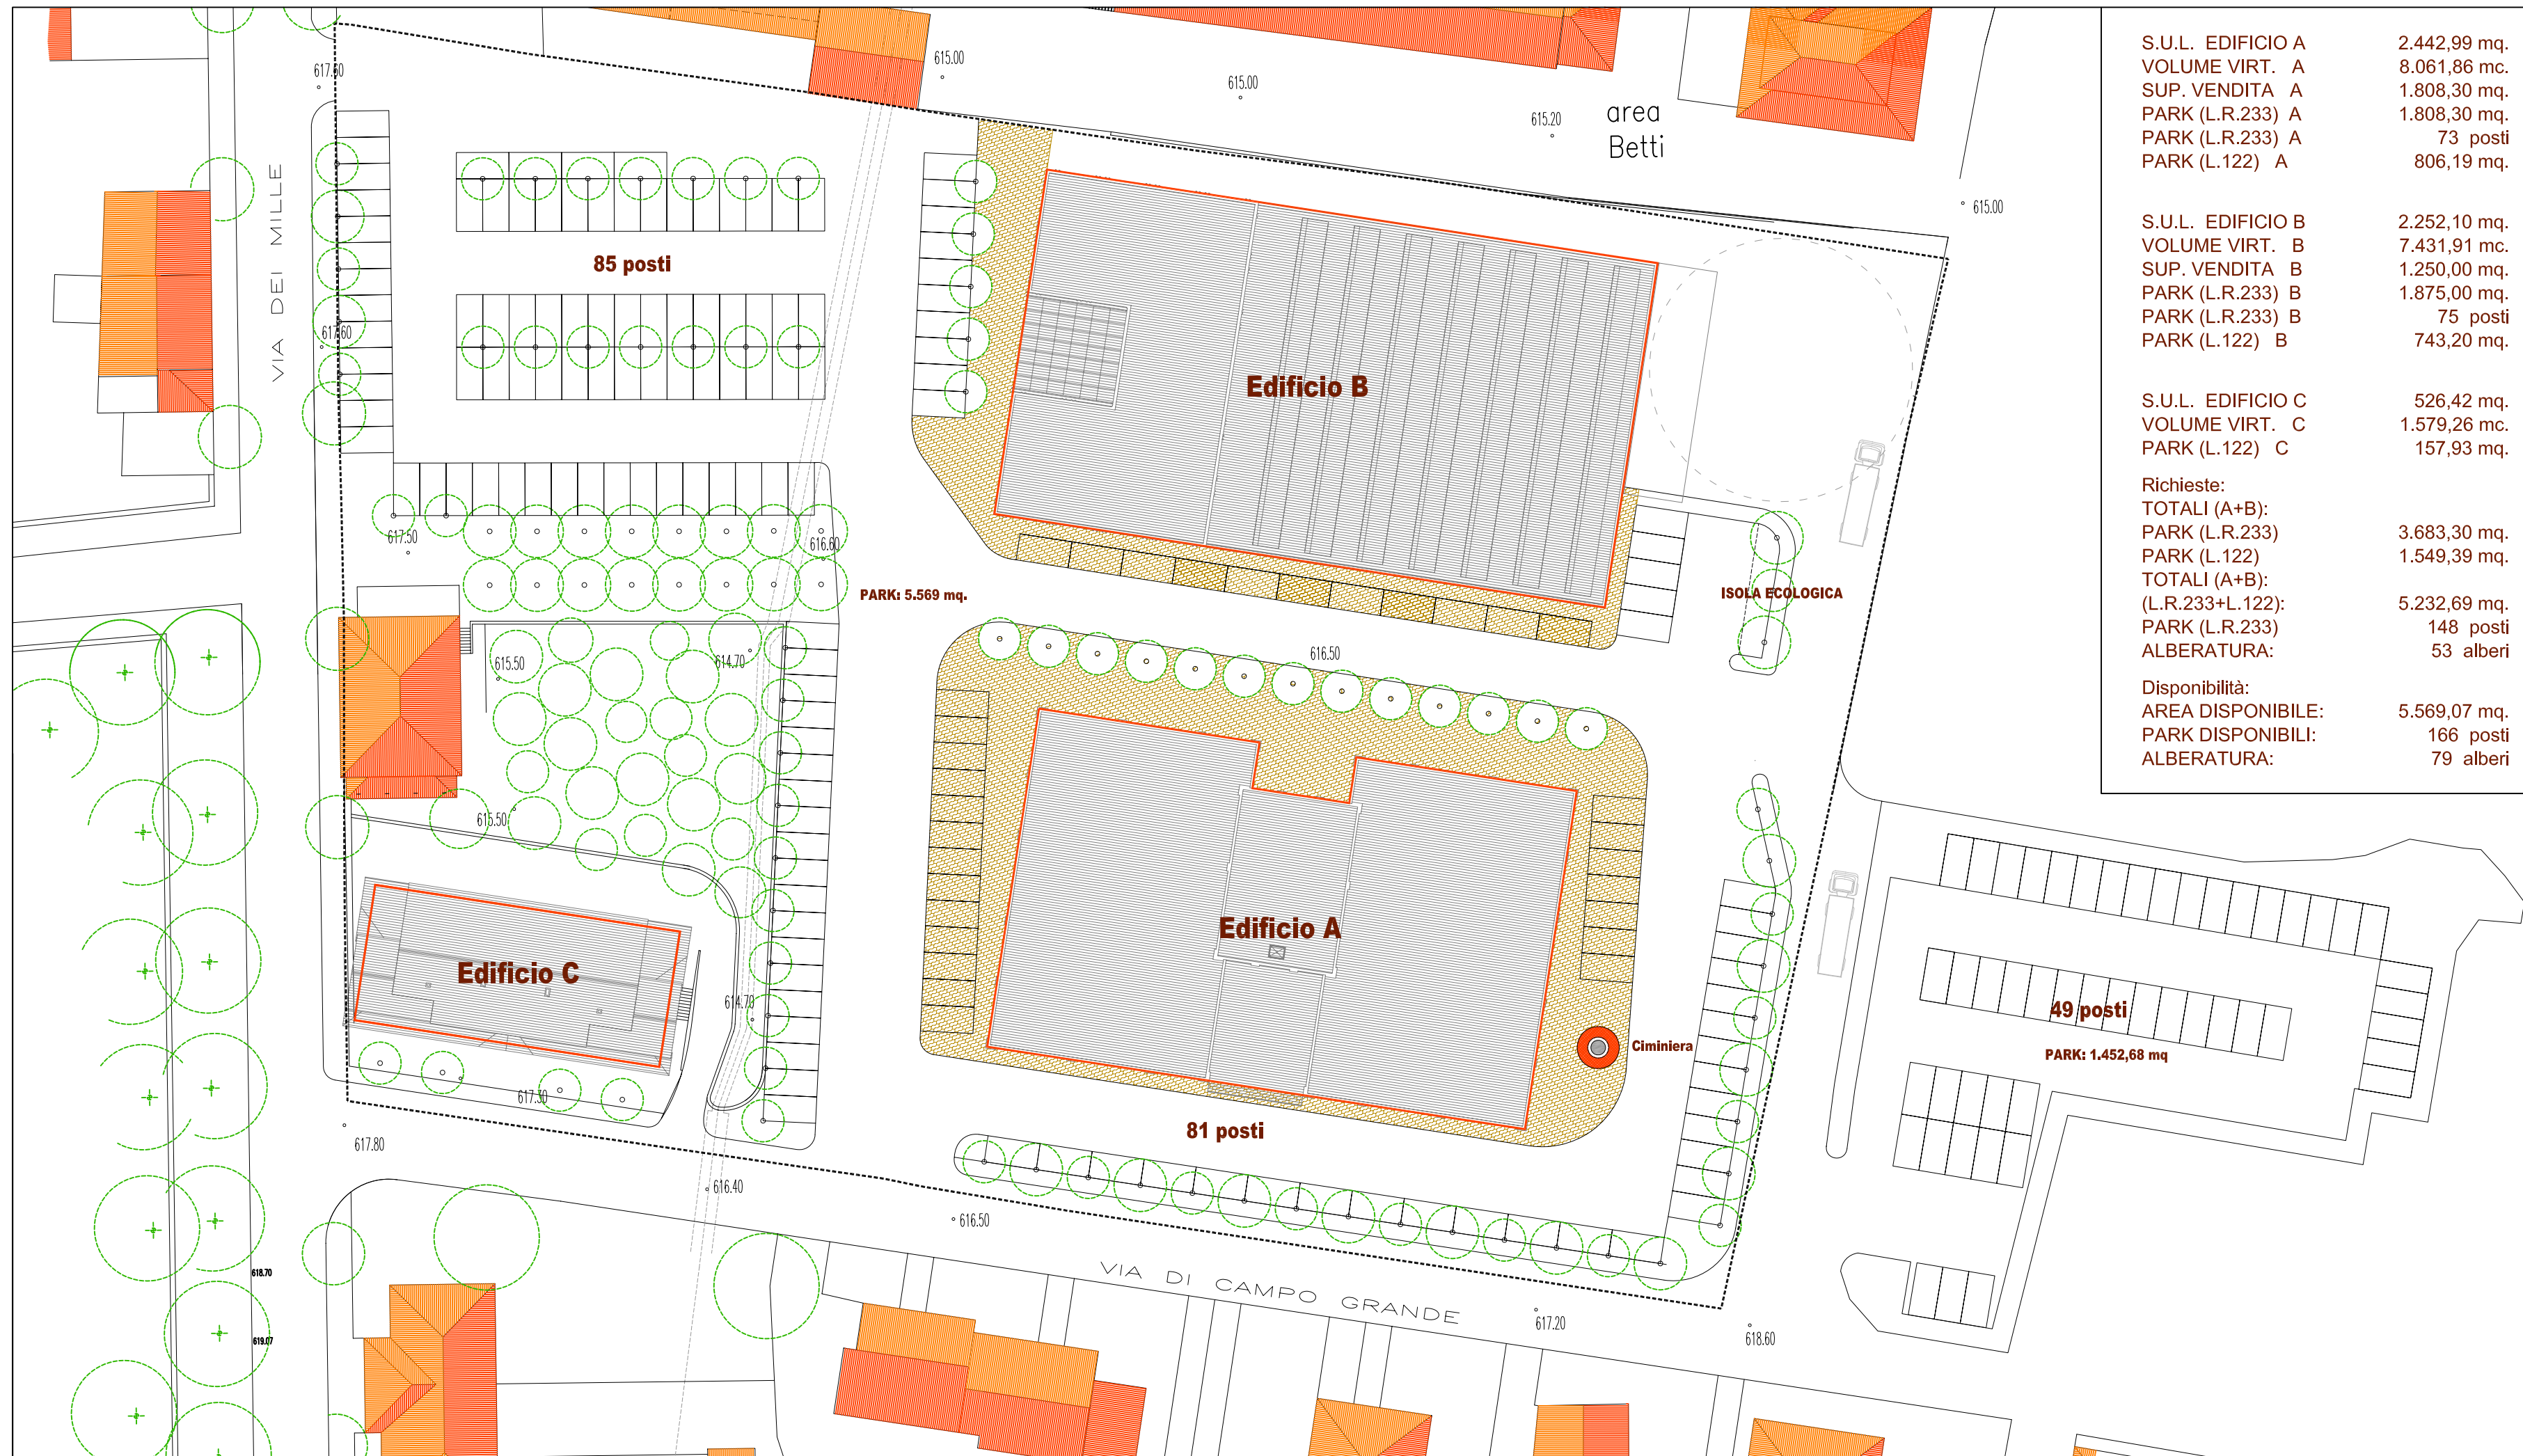 615.00
617.60
615.00
615.20
area
Betti
615.00
VIA DEI MILLE
85 posti
617.60
Edificio B
617.50
616.60
PARK: 5.569 mq.
ISOLA ECOLOGICA
615.50
614.70
616.50
615.50
Edificio A
Edificio C
614.70
Ciminiera
49 posti
PARK: 1.452,68 mq
617.30
81 posti
617.80
616.40
616.50
618.70
VIA DI CAMPO GRANDE
617.20
618.60
619.07
S.U.L. EDIFICIO A 2.442,99 mq.
VOLUME VIRT. A 8.061,86 mc.
SUP. VENDITA A 1.808,30 mq.
PARK (L.R.233) A 1.808,30 mq.
PARK (L.R.233) A 73 posti
PARK (L.122) A 806,19 mq.
S.U.L. EDIFICIO B 2.252,10 mq.
VOLUME VIRT. B 7.431,91 mc.
SUP. VENDITA B 1.250,00 mq.
PARK (L.R.233) B 1.875,00 mq.
PARK (L.R.233) B 75 posti
PARK (L.122) B 743,20 mq.
S.U.L. EDIFICIO C 526,42 mq.
VOLUME VIRT. C 1.579,26 mc.
PARK (L.122) C 157,93 mq.
Richieste:
TOTALI (A+B):
PARK (L.R.233) 3.683,30 mq.
PARK (L.122) 1.549,39 mq.
TOTALI (A+B):
(L.R.233+L.122): 5.232,69 mq.
PARK (L.R.233) 148 posti
ALBERATURA: 53 alberi
Disponibilità:
AREA DISPONIBILE: 5.569,07 mq.
PARK DISPONIBILI: 166 posti
ALBERATURA: 79 alberi